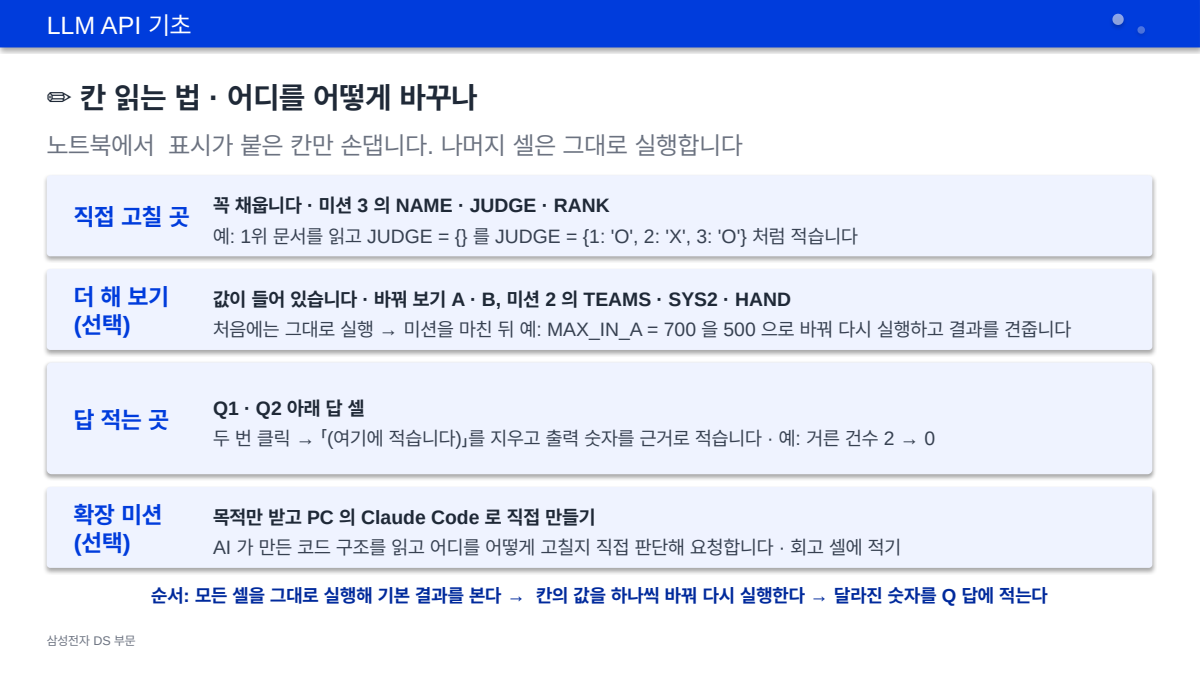 LLM API 기초
✏ 칸 읽는 법 · 어디를 어떻게 바꾸나
노트북에서 표시가 붙은 칸만 손댑니다. 나머지 셀은 그대로 실행합니다
직접 고칠 곳
꼭 채웁니다 · 미션 3 의 NAME · JUDGE · RANK
예: 1위 문서를 읽고 JUDGE = {} 를 JUDGE = {1: 'O', 2: 'X', 3: 'O'} 처럼 적습니다
더 해 보기
(선택)
값이 들어 있습니다 · 바꿔 보기 A · B, 미션 2 의 TEAMS · SYS2 · HAND
처음에는 그대로 실행 → 미션을 마친 뒤 예: MAX_IN_A = 700 을 500 으로 바꿔 다시 실행하고 결과를 견줍니다
답 적는 곳
Q1 · Q2 아래 답 셀
두 번 클릭 → 「(여기에 적습니다)」를 지우고 출력 숫자를 근거로 적습니다 · 예: 거른 건수 2 → 0
확장 미션
(선택)
목적만 받고 PC 의 Claude Code 로 직접 만들기
AI 가 만든 코드 구조를 읽고 어디를 어떻게 고칠지 직접 판단해 요청합니다 · 회고 셀에 적기
순서: 모든 셀을 그대로 실행해 기본 결과를 본다 → 칸의 값을 하나씩 바꿔 다시 실행한다 → 달라진 숫자를 Q 답에 적는다
삼성전자 DS 부문